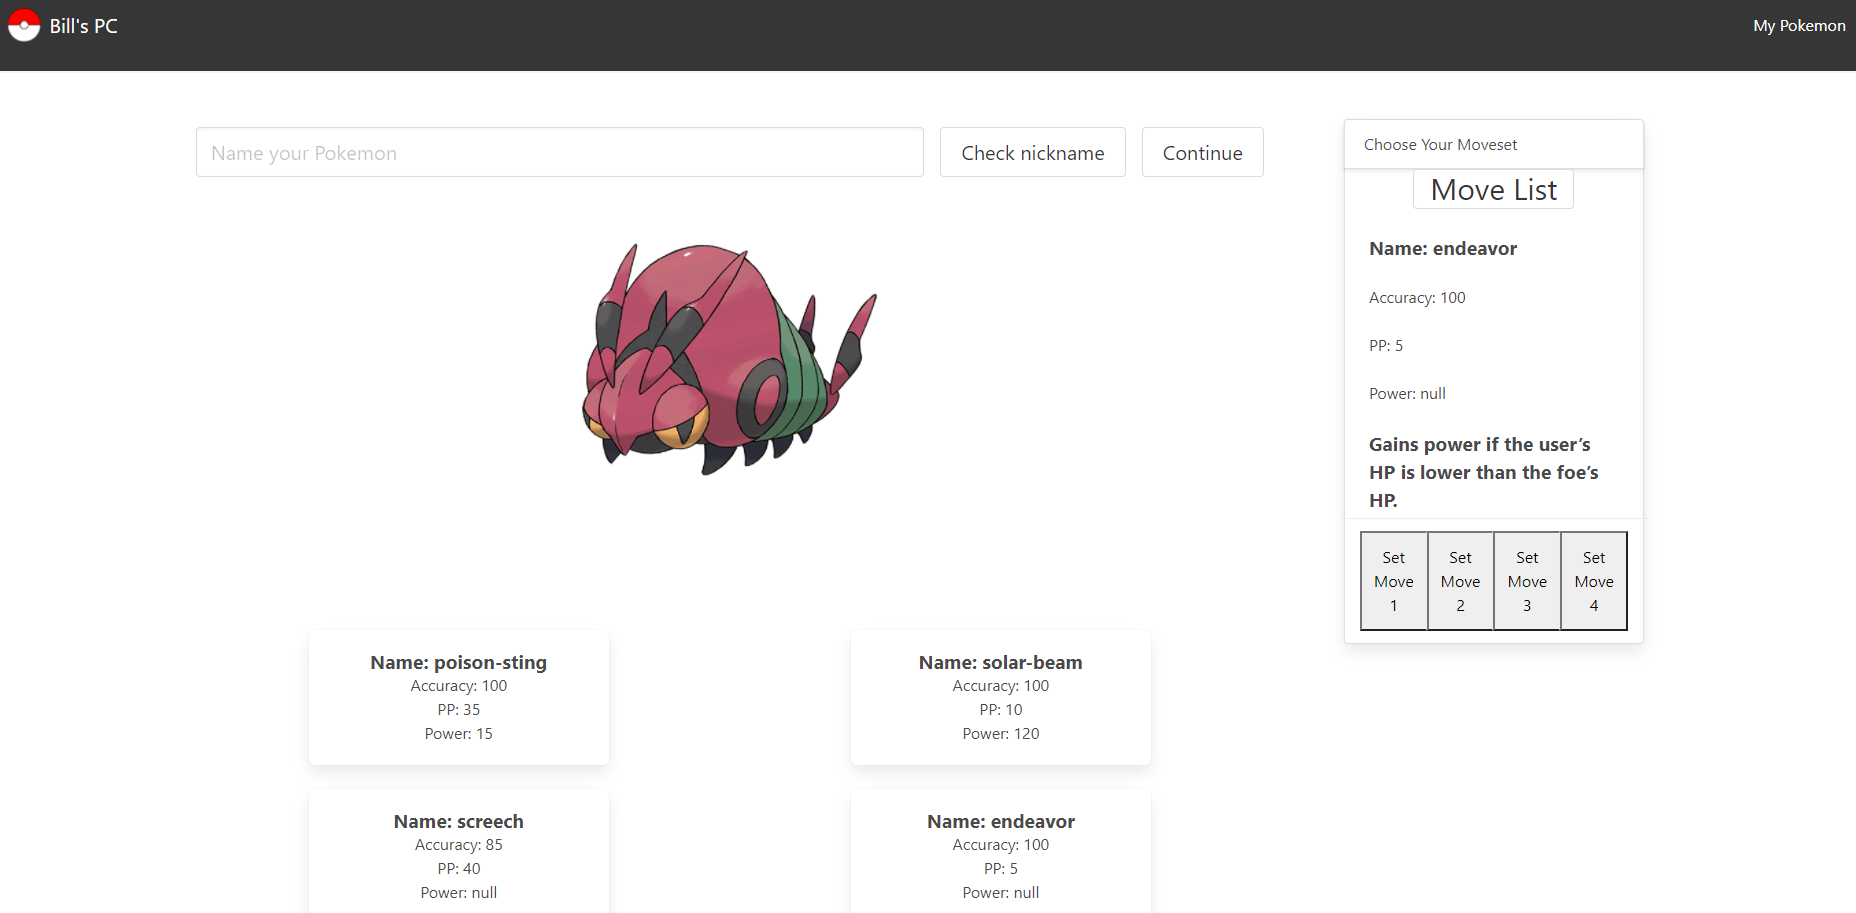 Bill's PC
My Pokemon
Name your Pokemon
Check nickname
Continue
Choose Your Moveset
Move List
Name: endeavor
Accuracy: 100
PP: 5
Power: null
Gains power if the user’s
HP is lower than the foe’s
HP.
Set
Move
1
Set
Move
2
Set
Move
3
Set
Move
4
Name: poison-sting
Accuracy: 100
PP: 35
Power: 15
Name: solar-beam
Accuracy: 100
PP: 10
Power: 120
Name: screech
Accuracy: 85
PP: 40
Power: null
Name: endeavor
Accuracy: 100
PP: 5
Power: null